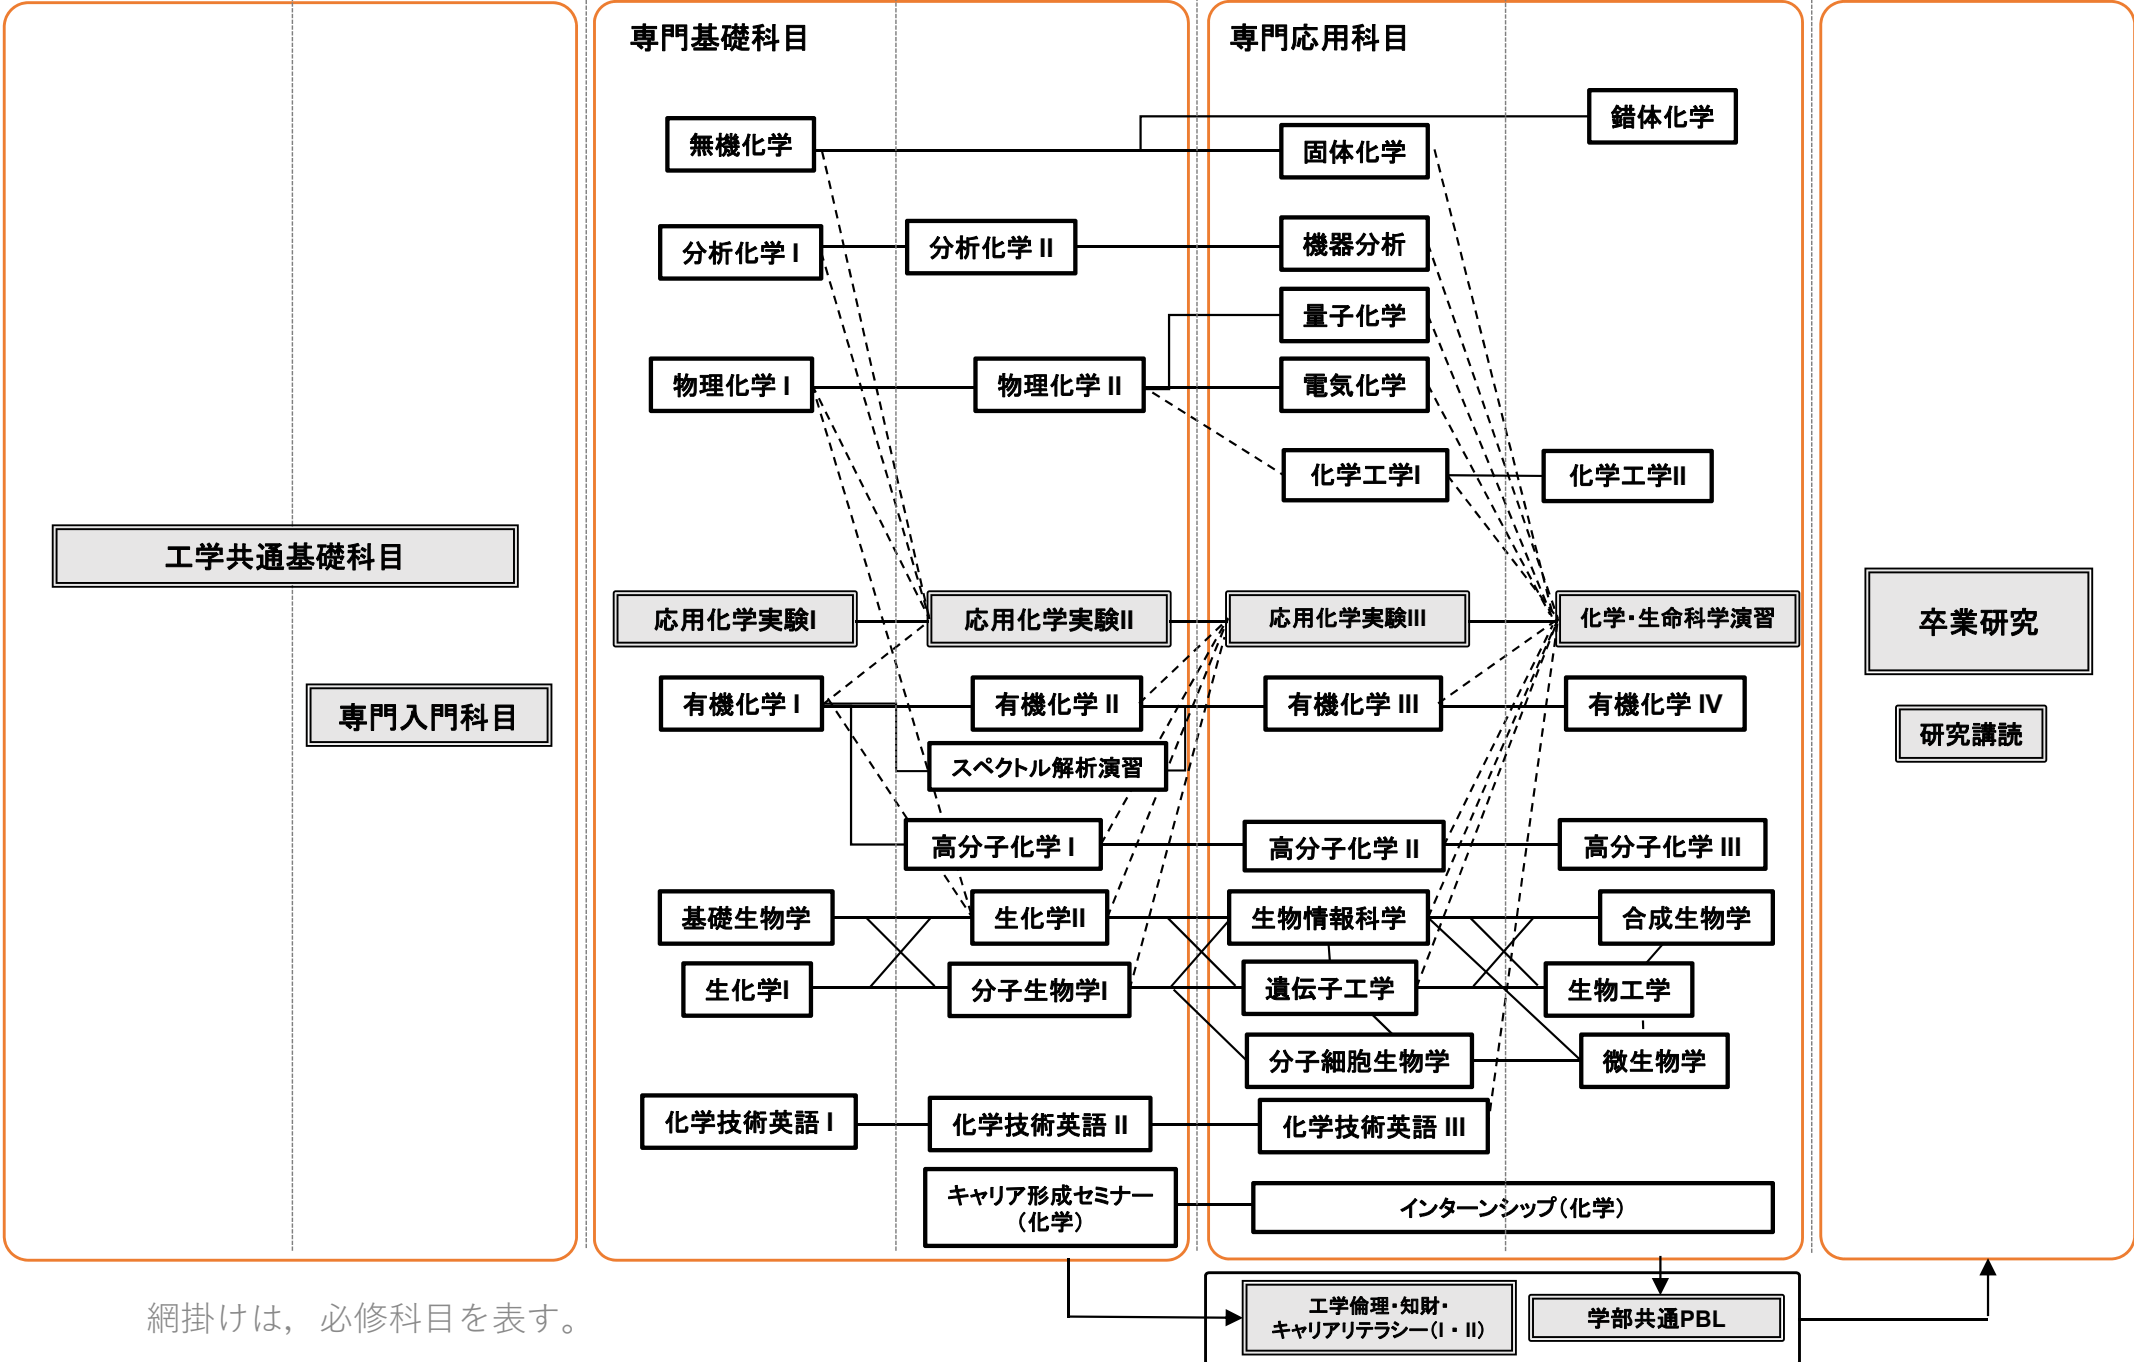 専門基礎科目
専門応用科目
錯体化学
無機化学
固体化学
分析化学 I
分析化学 II
機器分析
量子化学
物理化学 I
物理化学 II
電気化学
化学工学I
化学工学II
工学共通基礎科目
応用化学実験I
応用化学実験II
応用化学実験III
化学・生命科学演習
卒業研究
専門入門科目
有機化学 I
有機化学 II
有機化学 III
有機化学 IV
研究講読
スペクトル解析演習
高分子化学 I
高分子化学 II
高分子化学 III
基礎生物学
生化学II
生物情報科学
合成生物学
生化学I
分子生物学I
遺伝子工学
生物工学
分子細胞生物学
微生物学
化学技術英語 I
化学技術英語 II
化学技術英語 III
キャリア形成セミナー
（化学）
インターンシップ（化学）
工学倫理・知財・
キャリアリテラシー（I・II）
学部共通PBL
網掛けは，必修科目を表す。